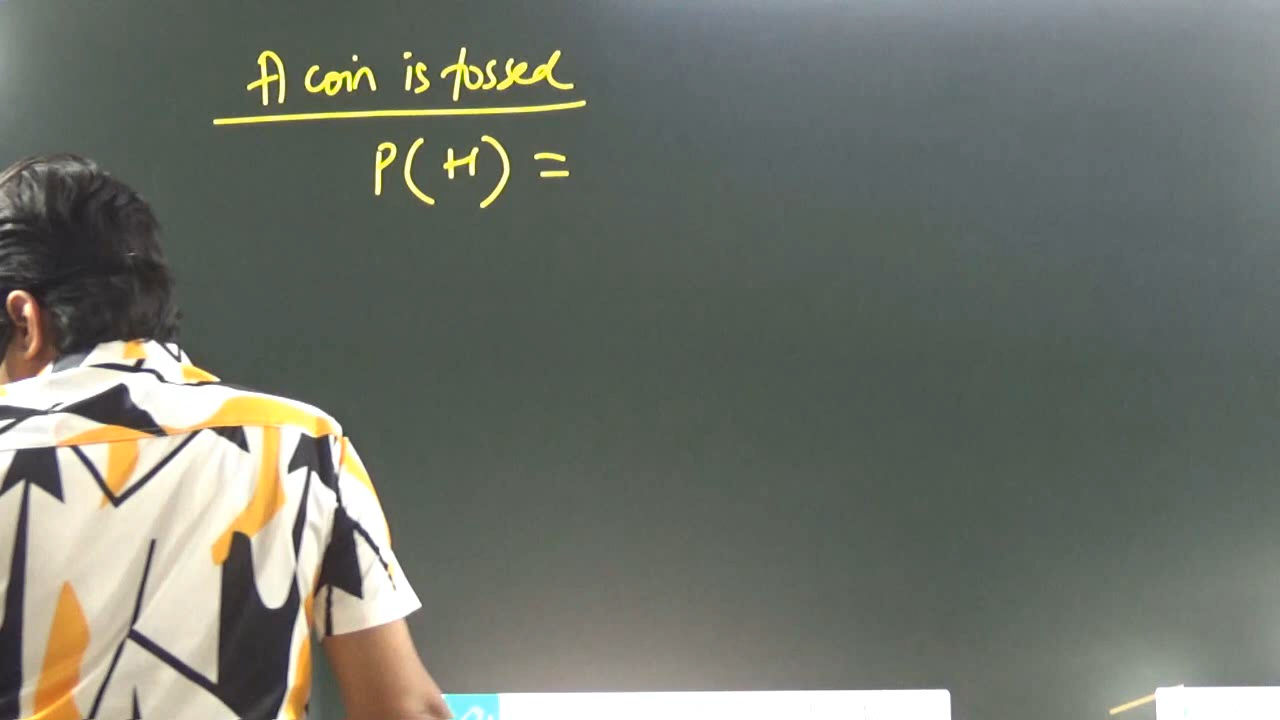 A coin is tossed
P(H) =